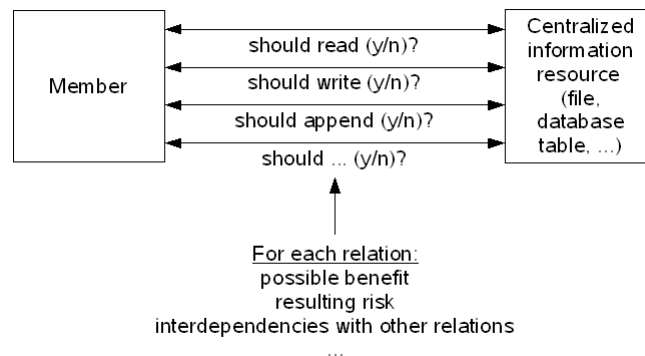 Member
should read (y/n)?
should write (y/n)?
should append (y/n)?
should ... (y/n)?
Centralized
information
resource
(file,
database
table, ...)
For each relation:
possible benefit
resulting risk
interdependencies with other relations
...